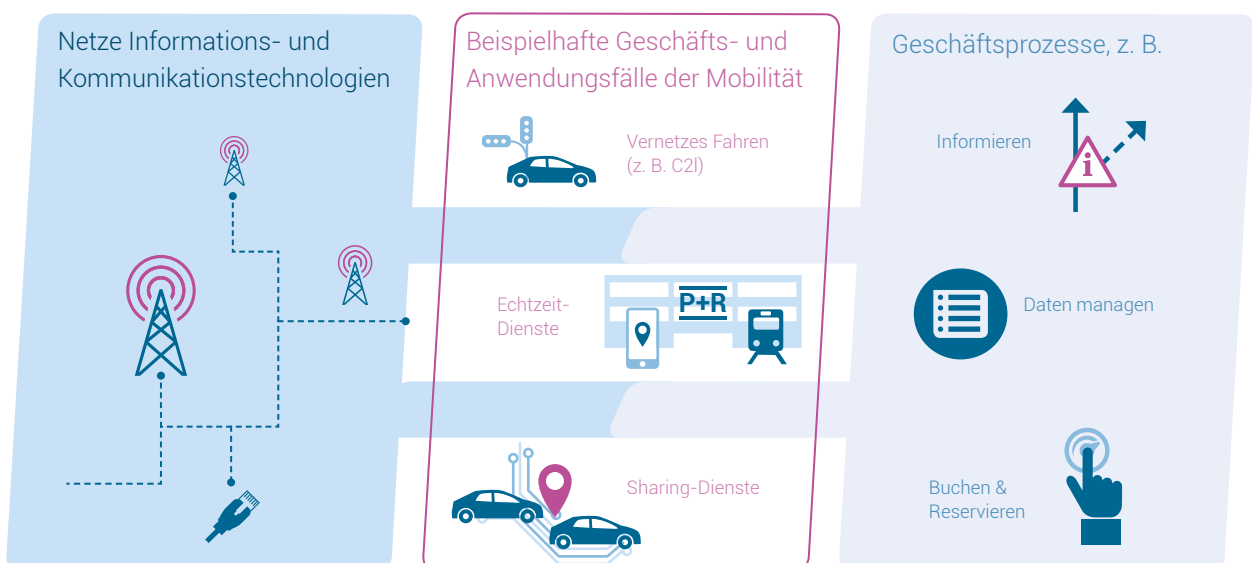 Netze Informations- und
Kommunikationstechnologien
Beispielhafte Geschäfts- und
Anwendungsfälle der Mobilität
Vernetzes Fahren
(z. B. C2l)
Echtzeit-
Dienste
P+R
Sharing-Dienste
Geschäftsprozesse, z. B.
Informieren
i
Daten managen
Buchen &
Reservieren